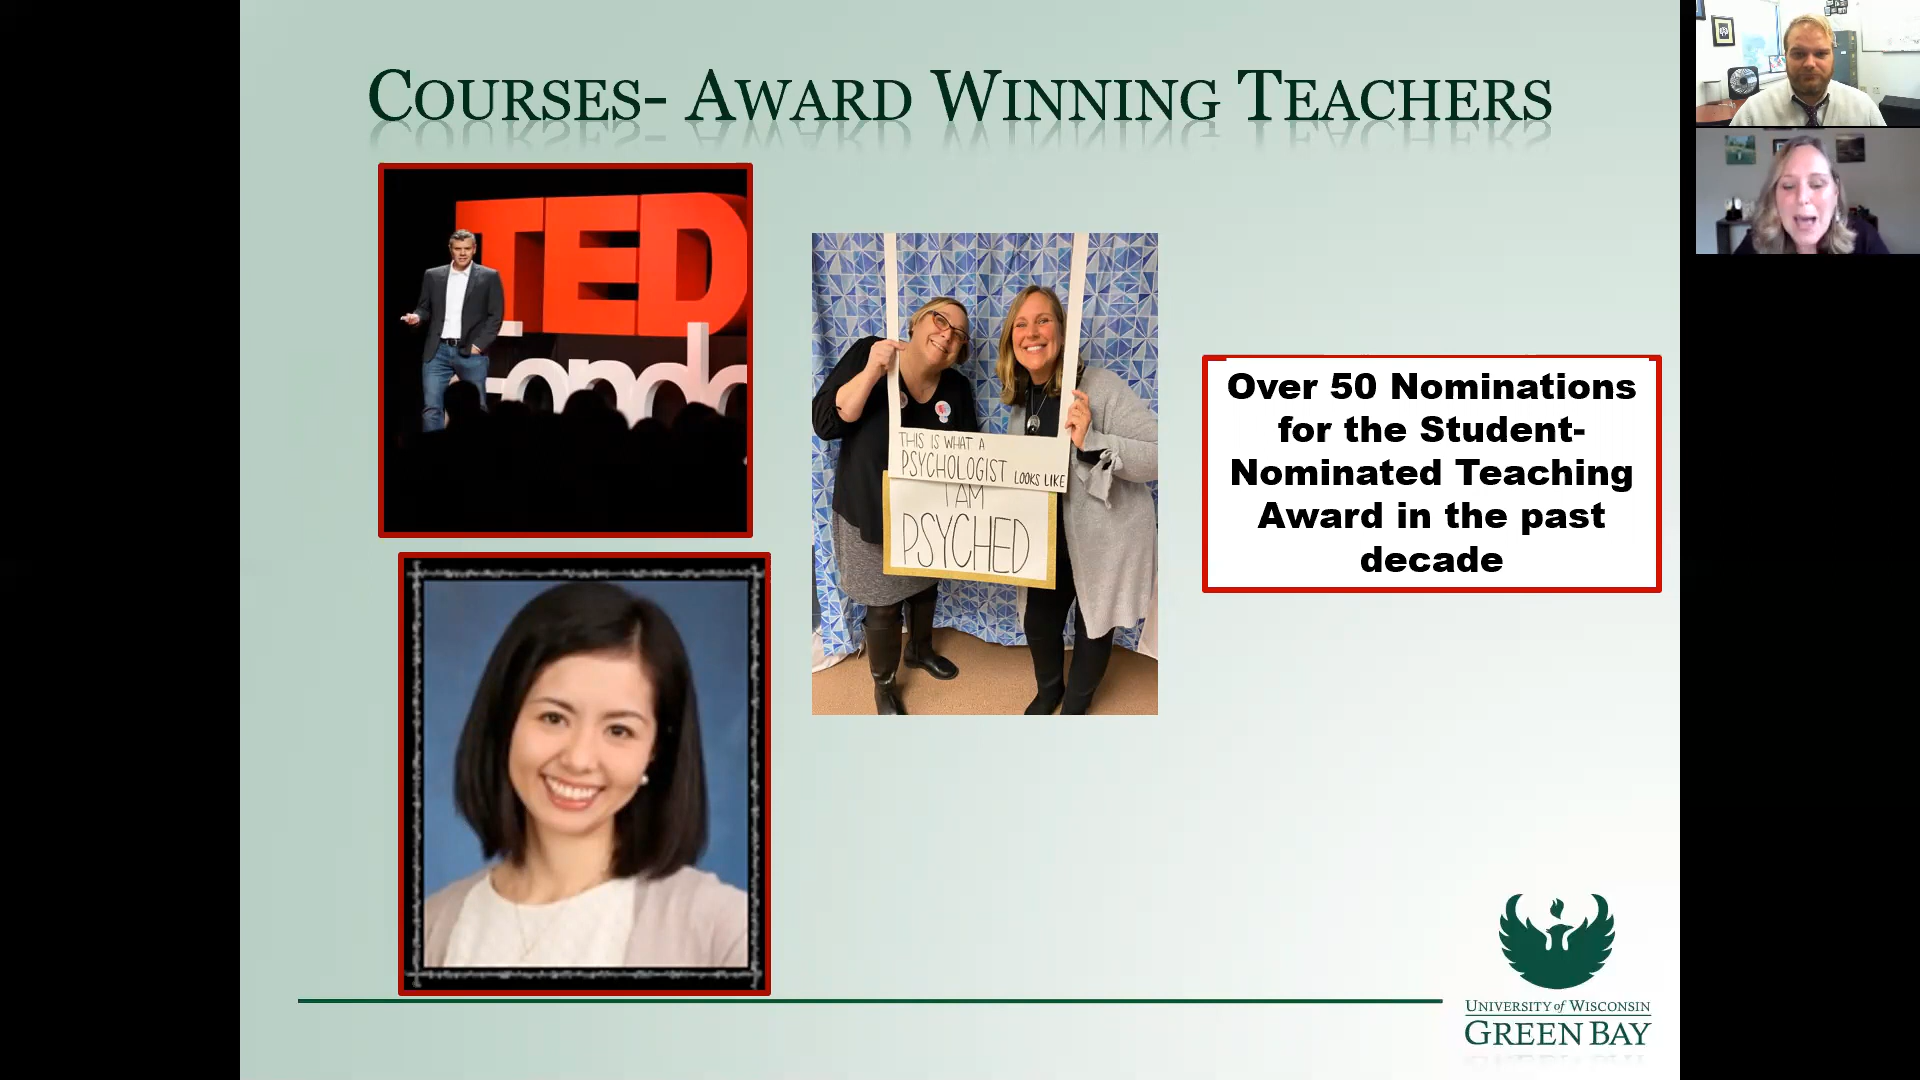 COURSES- AWARD WINNING TEACHERS
TED
Fondo
THIS IS WHAT A
PSYCHOLOGIST LOOKS LIKE
I AM
PSYCHED
Over 50 Nominations
for the Student-
Nominated Teaching
Award in the past
decade
UNIVERSITY of WISCONSIN
GREEN BAY